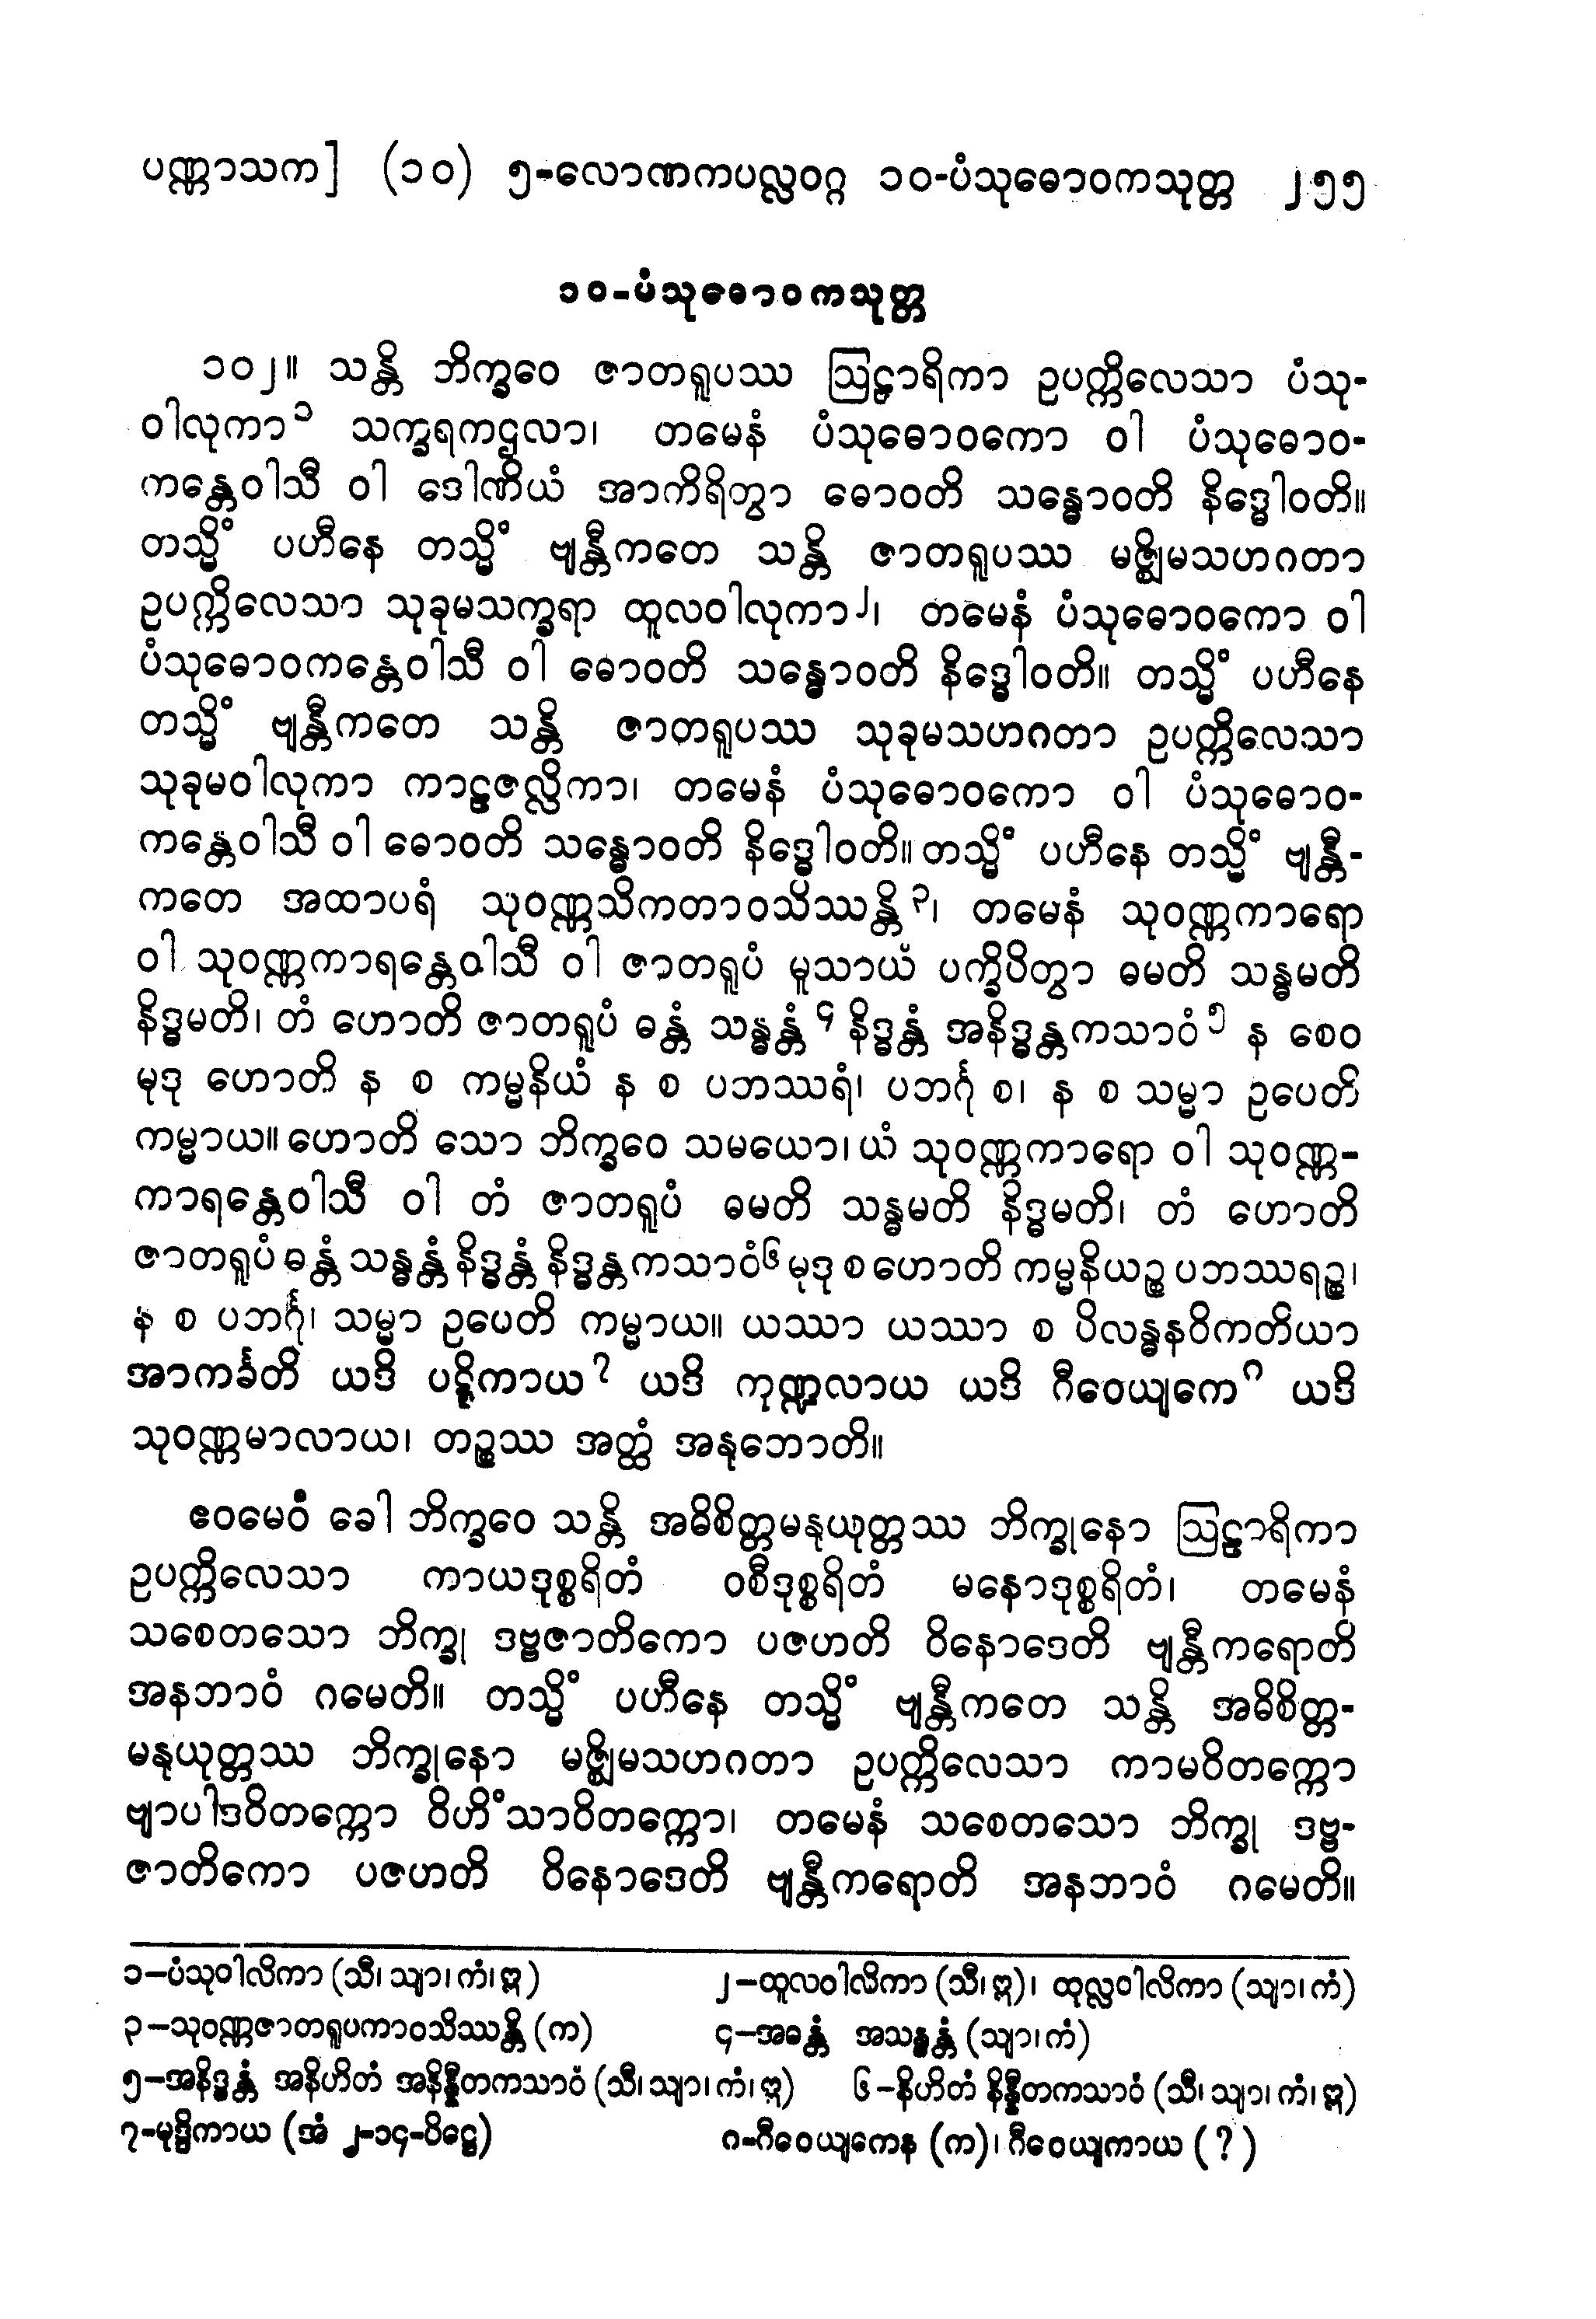 ပဏ္ဏာသက] (၁၀) ၅-လောဏကပလ္လဝဂ္ဂ ၁၀-ပံသုဓောဝကသုတ္တ ၂၅၅
၁၀-ပံသုဓောဝကသုတ္တ
၁၀၂။ သန္တိ ဘိက္ခဝေ ဇာတရူပဿ ဩဠာရိကာ ဥပက္ကိလေသာ ပံသု-
ဝါလုကာ၁ သက္ခရကဌလာ၊ တမေနံ ပံသုဓောဝကော ဝါ ပံသုဓောဝ-
ကန္တေဝါသီ ဝါ ဒေါဏိယံ အာကိရိတွာ ဓောဝတိ သန္ဓောဝတိ နိဒ္ဓေါဝတိ။
တသ္မိံ ပဟီနေ တသ္မိံ ဗျန္တီကတေ သန္တိ ဇာတရူပဿ မဇ္ဈိမသဟဂတာ
ဥပက္ကိလေသာ သုခုမသက္ခရာ ထူလဝါလုကာ၂၊ တမေနံ ပံသုဓောဝကော ဝါ
ပံသုဓောဝကန္တေဝါသီ ဝါ ဓောဝတိ သန္ဓောဝတိ နိဒ္ဓေါဝတိ။ တသ္မိံ ပဟီနေ
တသ္မိံ ဗျန္တီကတေ သန္တိ ဇာတရူပဿ သုခုမသဟဂတာ ဥပက္ကိလေသာ
သုခုမဝါလုကာ ကာဠဇလ္လိကာ၊ တမေနံ ပံသုဓောဝကော ဝါ ပံသုဓောဝ-
ကန္တေဝါသီ ဝါ ဓောဝတိ သန္ဓောဝတိ နိဒ္ဓေါဝတိ။ တသ္မိံ ပဟီနေ တသ္မိံ ဗျန္တီ-
ကတေ အထာပရံ သုဝဏ္ဏသိကတာဝသိဿန္တိ၃၊ တမေနံ သုဝဏ္ဏကာရော
ဝါ သုဝဏ္ဏကာရန္တေဝါသီ ဝါ ဇာတရူပံ မူသာယံ ပက္ခိပိတွာ ဓမတိ သန္ဓမတိ
နိဒ္ဓမတိ၊ တံ ဟောတိ ဇာတရူပံ ဓန္တံ သန္ဓန္တံ၄ နိဒ္ဓန္တံ အနိဒ္ဓန္တကသာဝံ၅ န စေဝ
မုဒု ဟောတိ န စ ကမ္မနိယံ န စ ပဘဿရံ၊ ပဘင်္ဂု စ၊ န စ သမ္မာ ဥပေတိ
ကမ္မာယ။ ဟောတိ သော ဘိက္ခဝေ သမယော၊ ယံ သုဝဏ္ဏကာရော ဝါ သုဝဏ္ဏ-
ကာရန္တေဝါသီ ဝါ တံ ဇာတရူပံ ဓမတိ သန္ဓမတိ နိဒ္ဓမတိ၊ တံ ဟောတိ
ဇာတရူပံ ဓန္တံ သန္ဓန္တံ နိဒ္ဓန္တံ နိဒ္ဓန္တကသာဝံ၆ မုဒု စ ဟောတိ ကမ္မနိယဉ္စ ပဘဿရဉ္စ၊
န စ ပဘင်္ဂု၊ သမ္မာ ဥပေတိ ကမ္မာယ။ ယဿာ ယဿာ စ ပိလန္ဓနဝိကတိယာ
အာကင်္ခတိ ယဒိ ပဋ္ဋိကာယ၇ ယဒိ ကုဏ္ဍလာယ ယဒိ ဂီဝေယျကေ၈ ယဒိ
သုဝဏ္ဏမာလာယ၊ တဉ္စဿ အတ္ထံ အနုဘောတိ။
ဧဝမေဝံ ခေါ ဘိက္ခဝေ သန္တိ အဓိစိတ္တမနုယုတ္တဿ ဘိက္ခုနော ဩဠာရိကာ
ဥပက္ကိလေသာ ကာယဒုစ္စရိတံ ဝစီဒုစ္စရိတံ မနောဒုစ္စရိတံ၊ တမေနံ
သစေတသော ဘိက္ခု ဒဗ္ဗဇာတိကော ပဇဟတိ ဝိနောဒေတိ ဗျန္တီကရောတိ
အနဘာဝံ ဂမေတိ။ တသ္မိံ ပဟီနေ တသ္မိံ ဗျန္တီကတေ သန္တိ အဓိစိတ္တ-
မနုယုတ္တဿ ဘိက္ခုနော မဇ္ဈိမသဟဂတာ ဥပက္ကိလေသာ ကာမဝိတက္ကော
ဗျာပါဒဝိတက္ကော ဝိဟိံသာဝိတက္ကော၊ တမေနံ သစေတသော ဘိက္ခု ဒဗ္ဗ-
ဇာတိကော ပဇဟတိ ဝိနောဒေတိ ဗျန္တီကရောတိ အနဘာဝံ ဂမေတိ။
၁-ပံသုဝါလိကာ (သီ၊ သျာ၊ ကံ၊ ဣ) ၂-ထူလဝါလိကာ (သီ၊ ဣ)၊ ထုလ္လဝါလိကာ (သျာ၊ ကံ)
၃-သုဝဏ္ဏဇာတရူပကာဝသိဿန္တိ (က) ၄-အဓန္တံ အသန္ဓန္တံ (သျာ၊ ကံ)
၅-အနိဒ္ဓန္တံ အနိဟိတံ အနိန္နီတကသာဝံ (သီ၊ သျာ၊ ကံ၊ ဣ) ၆-နိဟိတံ နိန္နီတကသာဝံ (သီ၊ သျာ၊ ကံ၊ ဣ)
၇-မုဒ္ဒိကာယ (အံ ၂-၁၄-ပိဋ္ဌေ) ၈-ဂီဝေယျကေန (က)၊ ဂီဝေယျကာယ (?)